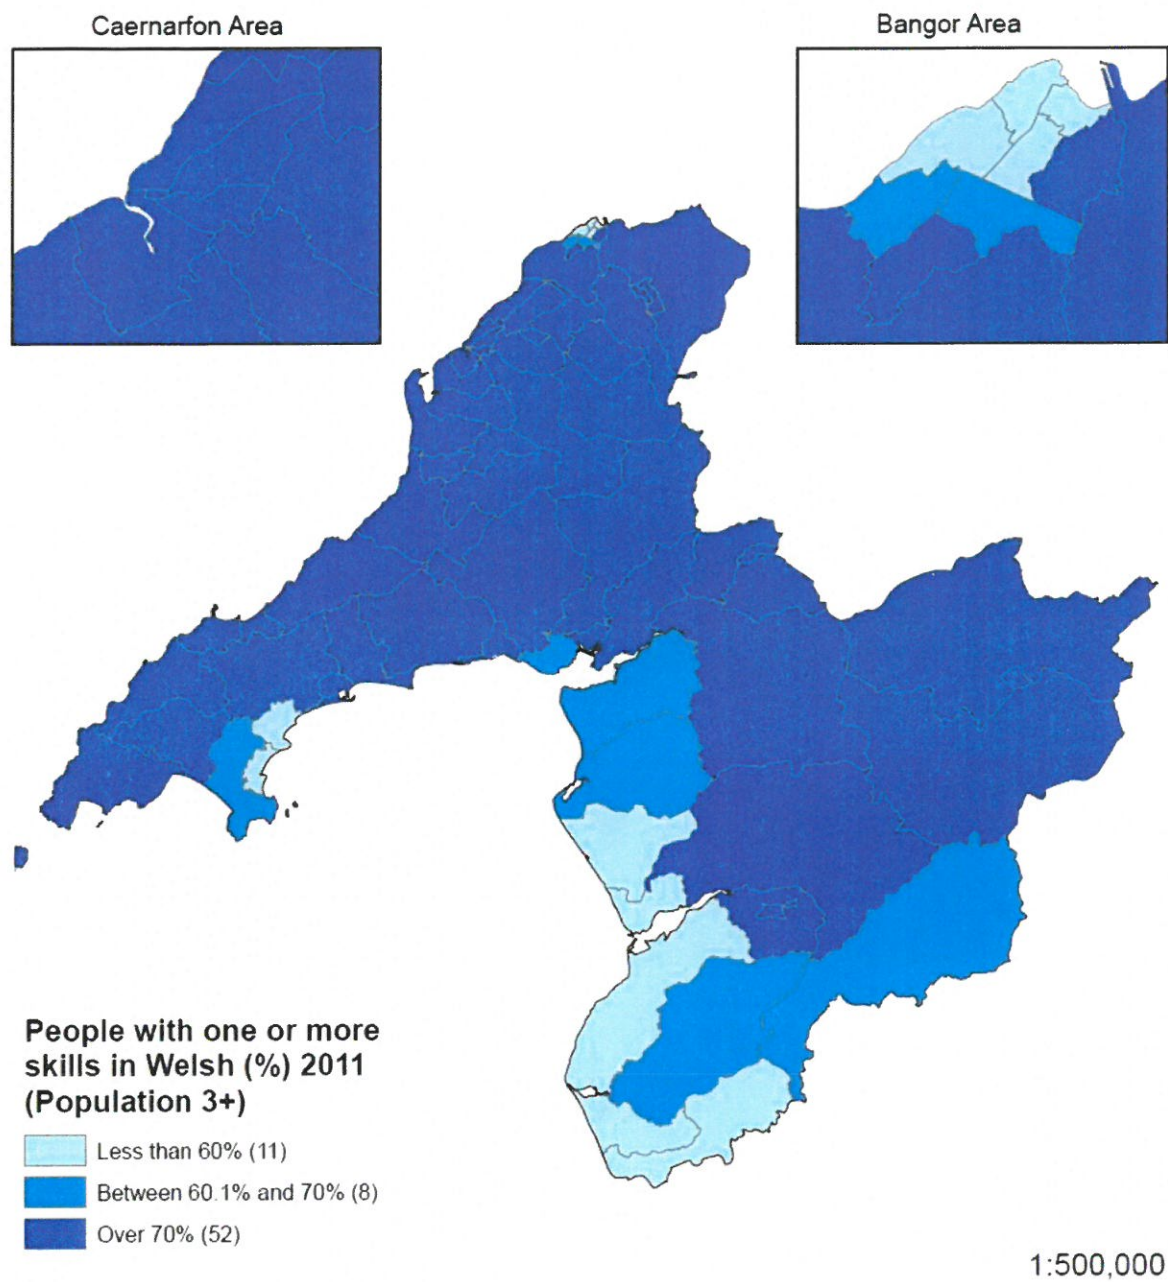 Caernarfon Area
Bangor Area
People with one or more
skills in Welsh (%) 2011
(Population 3+)
Less than 60% (11)
Between 60.1% and 70% (8)
Over 70% (52)
1:500,000